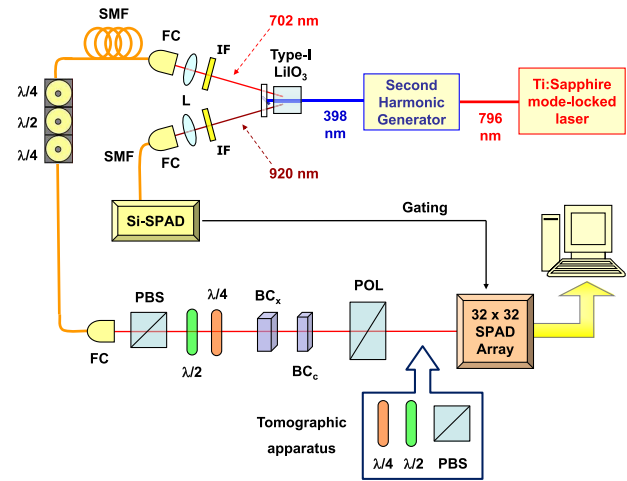 SMF
FC
IF
702 nm
Type-I
LiIO3
Second
Harmonic
Generator
Ti:Sapphire
mode-locked
laser
398
nm
796
nm
λ/4
λ/2
λ/4
L
SMF
FC
IF
920 nm
Si-SPAD
Gating
PBS
λ/4
BCx
POL
32 x 32
SPAD
Array
FC
λ/2
BCc
Tomographic
apparatus
λ/4
λ/2
PBS